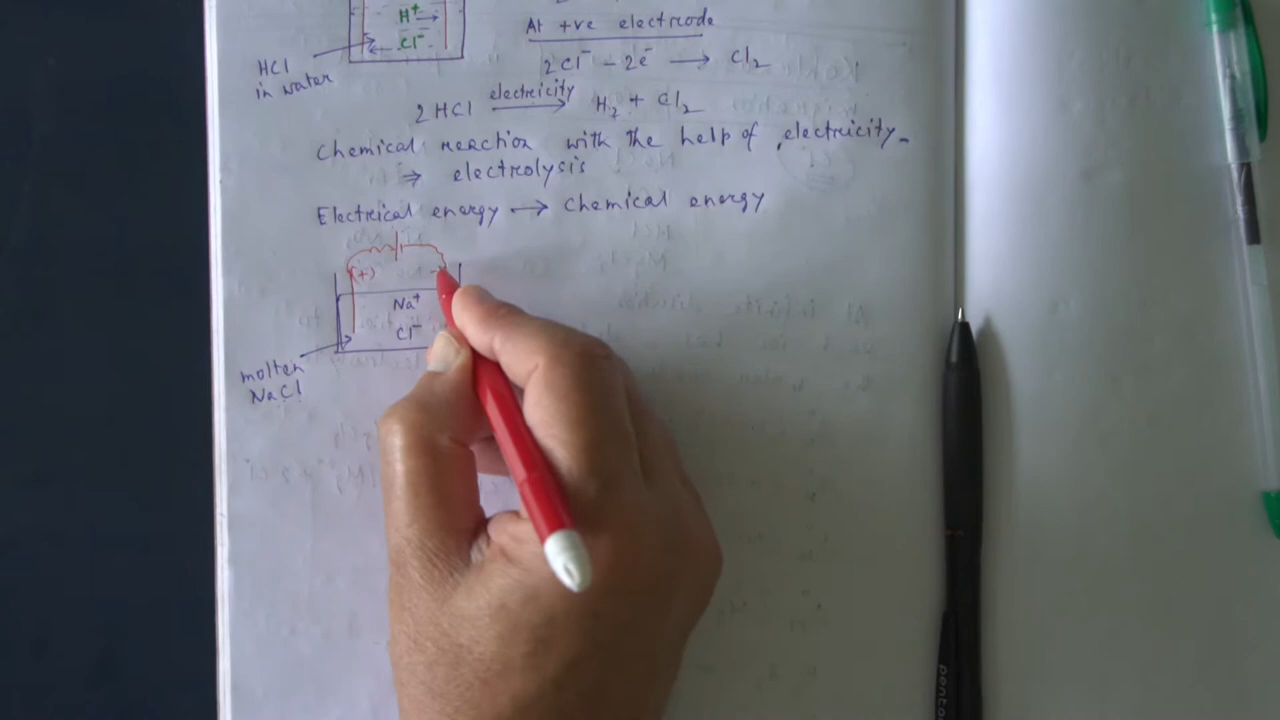 H⁺ →
← Cl⁻
HCl
in water
At +ve electrode
2Cl⁻ - 2e⁻ → Cl₂
2HCl electricity → H₂ + Cl₂
Chemical reaction with the help of electricity.
⇒ electrolysis
Electrical energy → Chemical energy
(+)
Na⁺
Cl⁻
molten
NaCl
pento